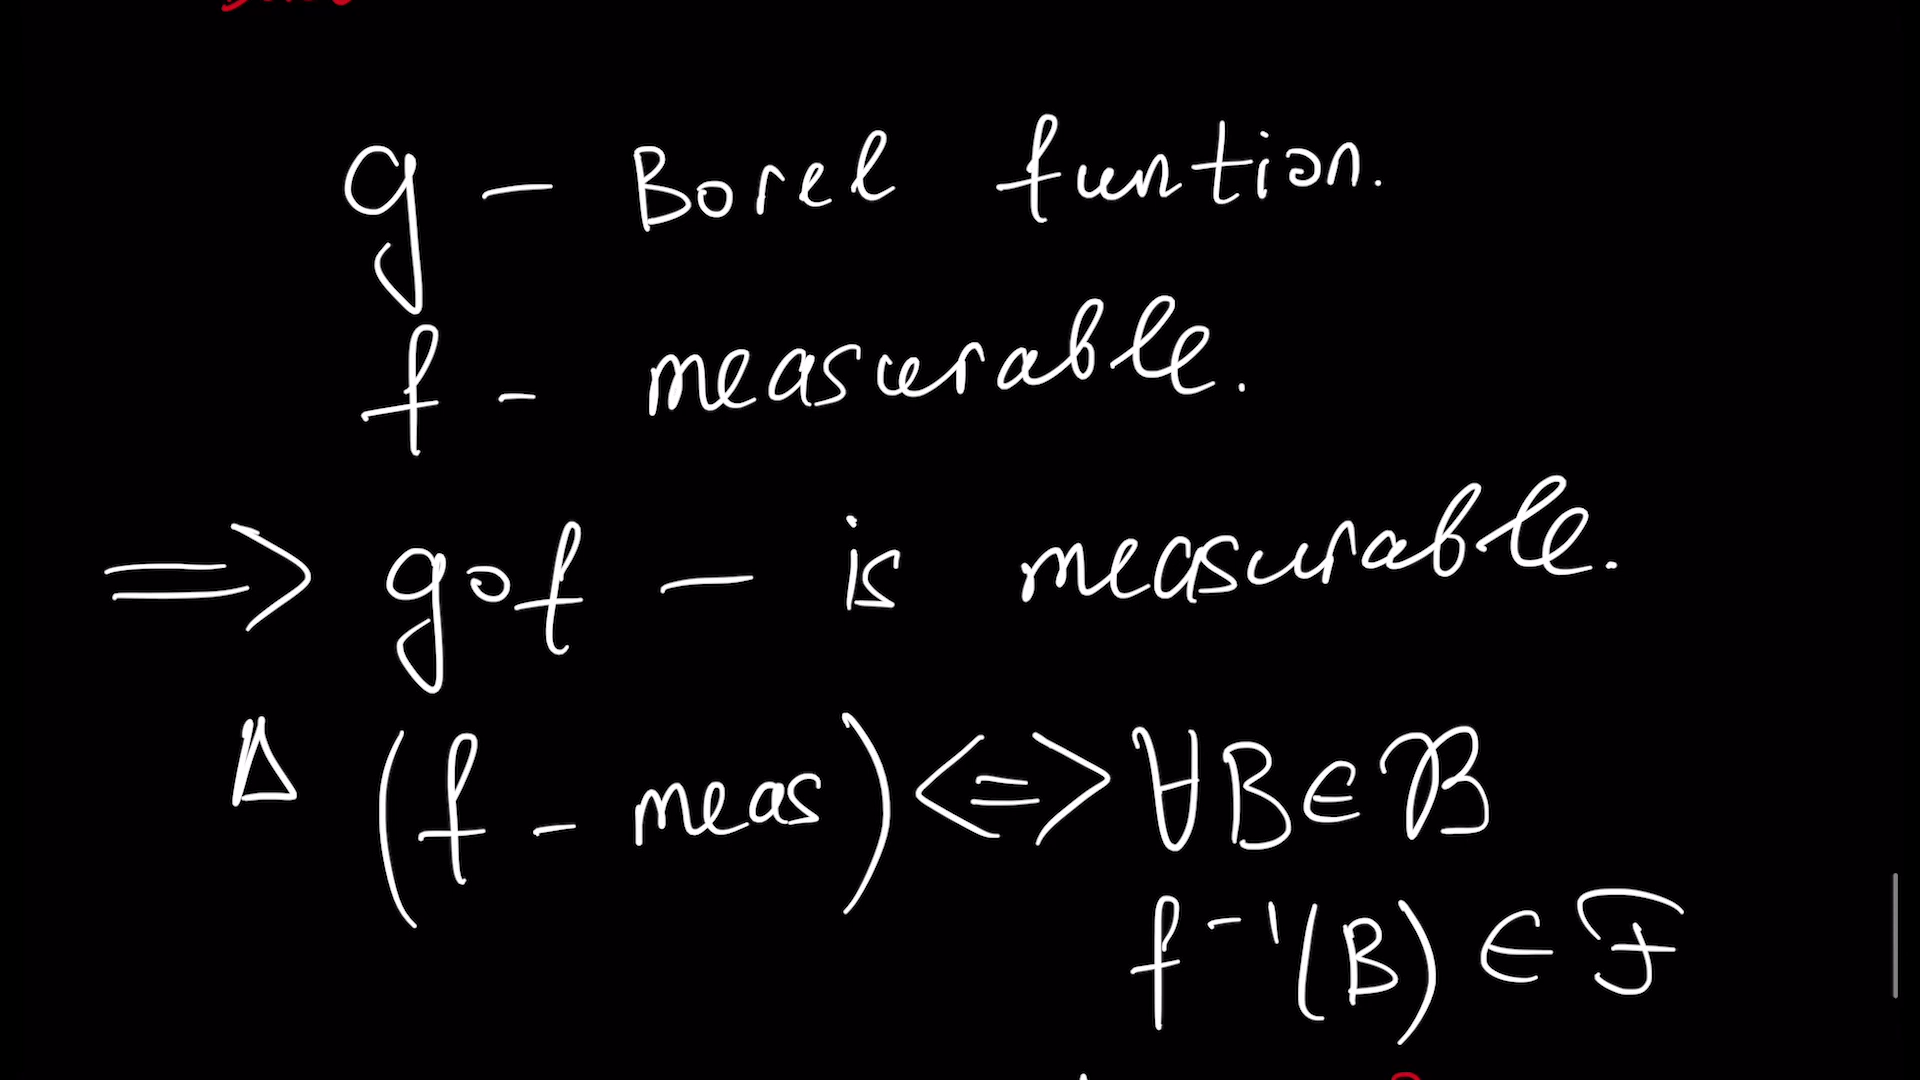 g - Borel funtion.
f - measurable.
=> g∘f - is measurable.
Δ (f - meas) <=> ∀B∈𝓑
f⁻¹(B) ∈ ℱ